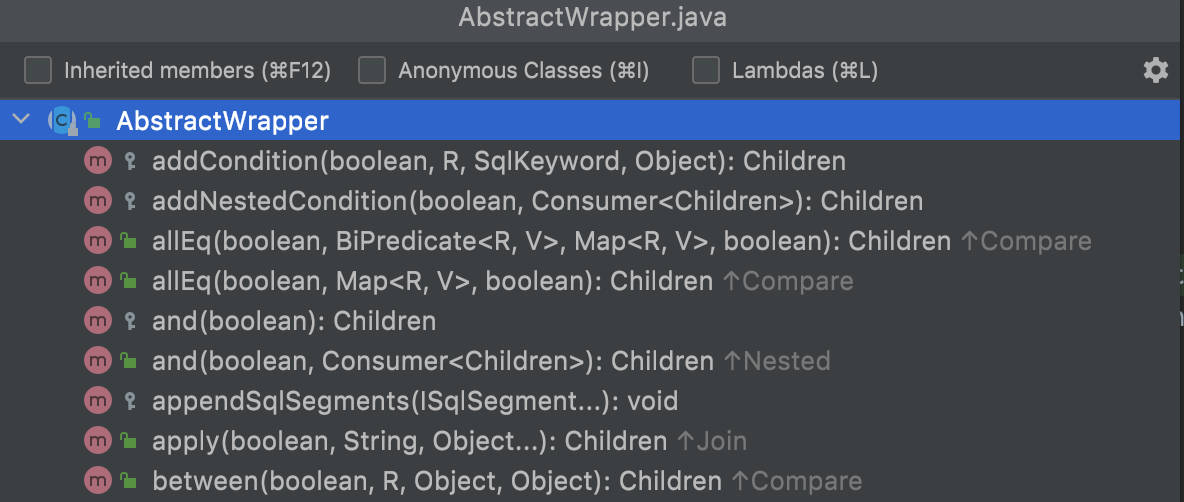 AbstractWrapper.java
Inherited members (⌘F12) Anonymous Classes (⌘I) Lambdas (⌘L)
C AbstractWrapper
m addCondition(boolean, R, SqlKeyword, Object): Children
m addNestedCondition(boolean, Consumer<Children>): Children
m allEq(boolean, BiPredicate<R, V>, Map<R, V>, boolean): Children ↑Compare
m allEq(boolean, Map<R, V>, boolean): Children ↑Compare
m and(boolean): Children
m and(boolean, Consumer<Children>): Children ↑Nested
m appendSqlSegments(ISqlSegment...): void
m apply(boolean, String, Object...): Children ↑Join
m between(boolean, R, Object, Object): Children ↑Compare